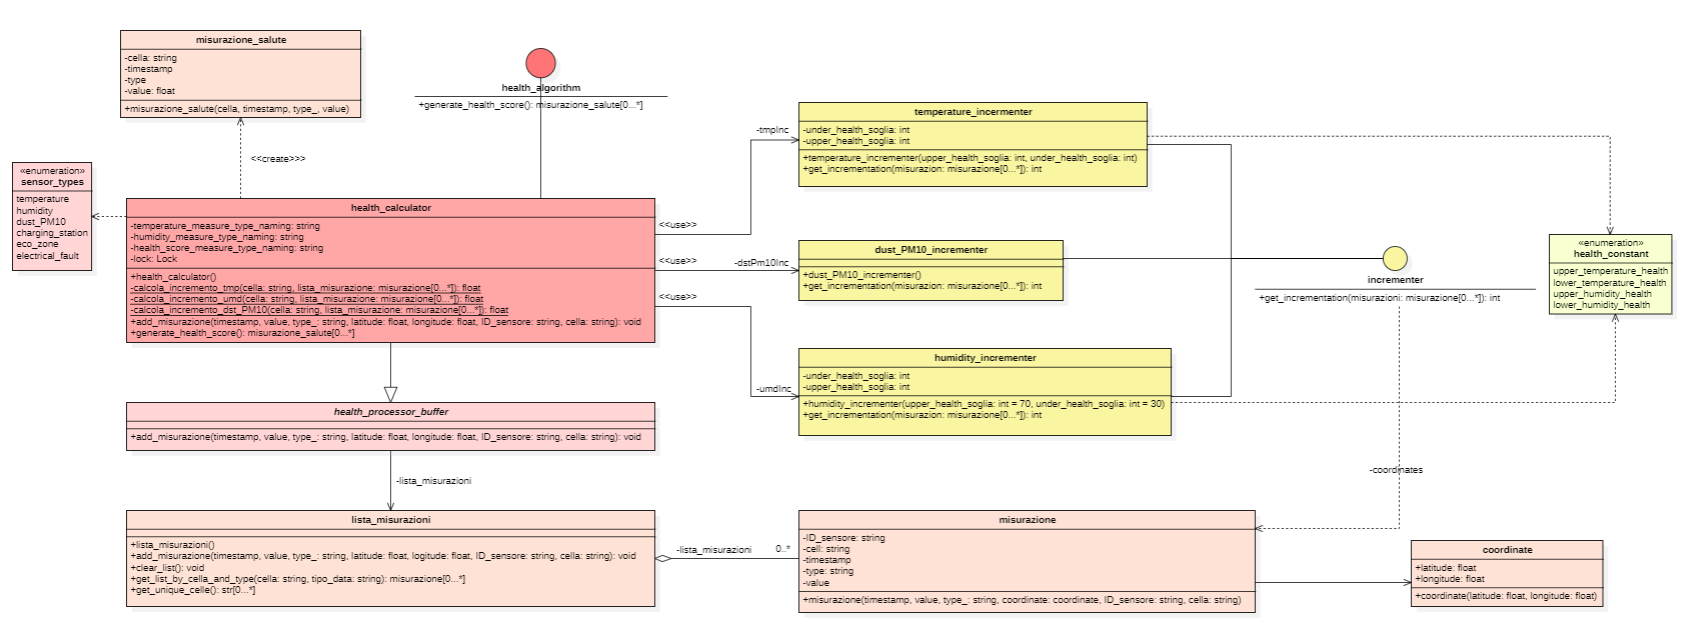 misurazione_salute
-cella: string
-timestamp
-type
-value: float
+misurazione_salute(cella, timestamp, type_, value)
health_algorithm
+generate_health_score(): misurazione_salute[0...*]
<<create>>>
«enumeration»
sensor_types
temperature
humidity
dust_PM10
charging_station
eco_zone
electrical_fault
health_calculator
-temperature_measure_type_naming: string
-humidity_measure_type_naming: string
-health_score_measure_type_naming: string
-lock: Lock
+health_calculator()
-calcola_incremento_tmp(cella: string, lista_misurazione: misurazione[0...*]): float
-calcola_incremento_umd(cella: string, lista_misurazione: misurazione[0...*]): float
-calcola_incremento_dst_PM10(cella: string, lista_misurazione: misurazione[0...*]): float
+add_misurazione(timestamp, value, type_: string, latitude: float, longitude: float, ID_sensore: string, cella: string): void
+generate_health_score(): misurazione_salute[0...*]
<<use>>
-tmpInc
<<use>>
-dstPm10Inc
<<use>>
-umdInc
temperature_incermenter
-under_health_soglia: int
-upper_health_soglia: int
+temperature_incrementer(upper_health_soglia: int, under_health_soglia: int)
+get_incrementation(misurazion: misurazione[0...*]): int
dust_PM10_incrementer
+dust_PM10_incrementer()
+get_incrementation(misurazion: misurazione[0...*]): int
humidity_incrementer
-under_health_soglia: int
-upper_health_soglia: int
+humidity_incrementer(upper_health_soglia: int = 70, under_health_soglia: int = 30)
+get_incrementation(misurazion: misurazione[0...*]): int
incrementer
+get_incrementation(misurazioni: misurazione[0...*]): int
«enumeration»
health_constant
upper_temperature_health
lower_temperature_health
upper_humidity_health
lower_humidity_health
health_processor_buffer
+add_misurazione(timestamp, value, type_: string, latitude: float, longitude: float, ID_sensore: string, cella: string): void
-lista_misurazioni
lista_misurazioni
+lista_misurazioni()
+add_misurazione(timestamp, value, type_: string, latitude: float, logitude: float, ID_sensore: string, cella: string): void
+clear_list(): void
+get_list_by_cella_and_type(cella: string, tipo_data: string): misurazione[0...*]
+get_unique_celle(): str[0...*]
-lista_misurazioni
0..*
misurazione
-ID_sensore: string
-cell: string
-timestamp
-type: string
-value
+misurazione(timestamp, value, type_: string, coordinate: coordinate, ID_sensore: string, cella: string)
-coordinates
coordinate
+latitude: float
+longitude: float
+coordinate(latitude: float, longitude: float)